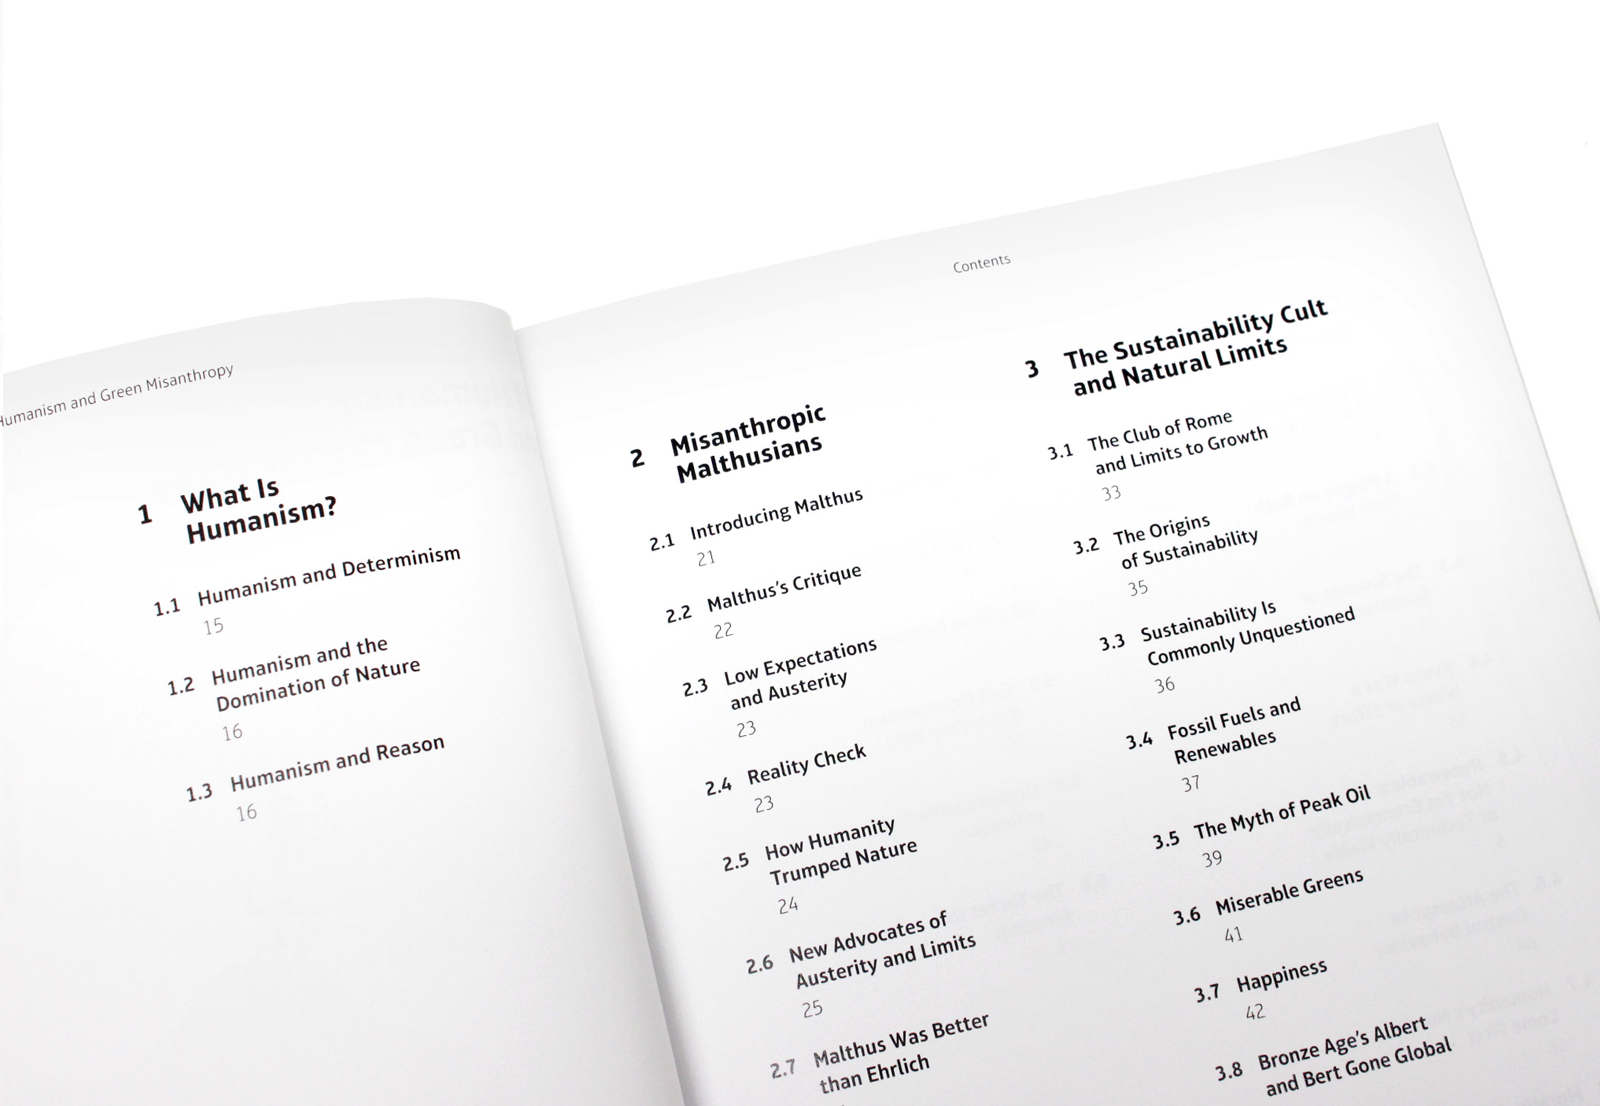 Humanism and Green Misanthropy
1 What Is
Humanism?
1.1 Humanism and Determinism
15
1.2 Humanism and the
Domination of Nature
16
1.3 Humanism and Reason
16
Contents
2 Misanthropic
Malthusians
2.1 Introducing Malthus
21
2.2 Malthus's Critique
22
2.3 Low Expectations
and Austerity
23
2.4 Reality Check
23
2.5 How Humanity
Trumped Nature
24
2.6 New Advocates of
Austerity and Limits
25
2.7 Malthus Was Better
than Ehrlich
3 The Sustainability Cult
and Natural Limits
3.1 The Club of Rome
and Limits to Growth
33
3.2 The Origins
of Sustainability
35
3.3 Sustainability Is
Commonly Unquestioned
36
3.4 Fossil Fuels and
Renewables
37
3.5 The Myth of Peak Oil
39
3.6 Miserable Greens
41
3.7 Happiness
42
3.8 Bronze Age's Albert
and Bert Gone Global